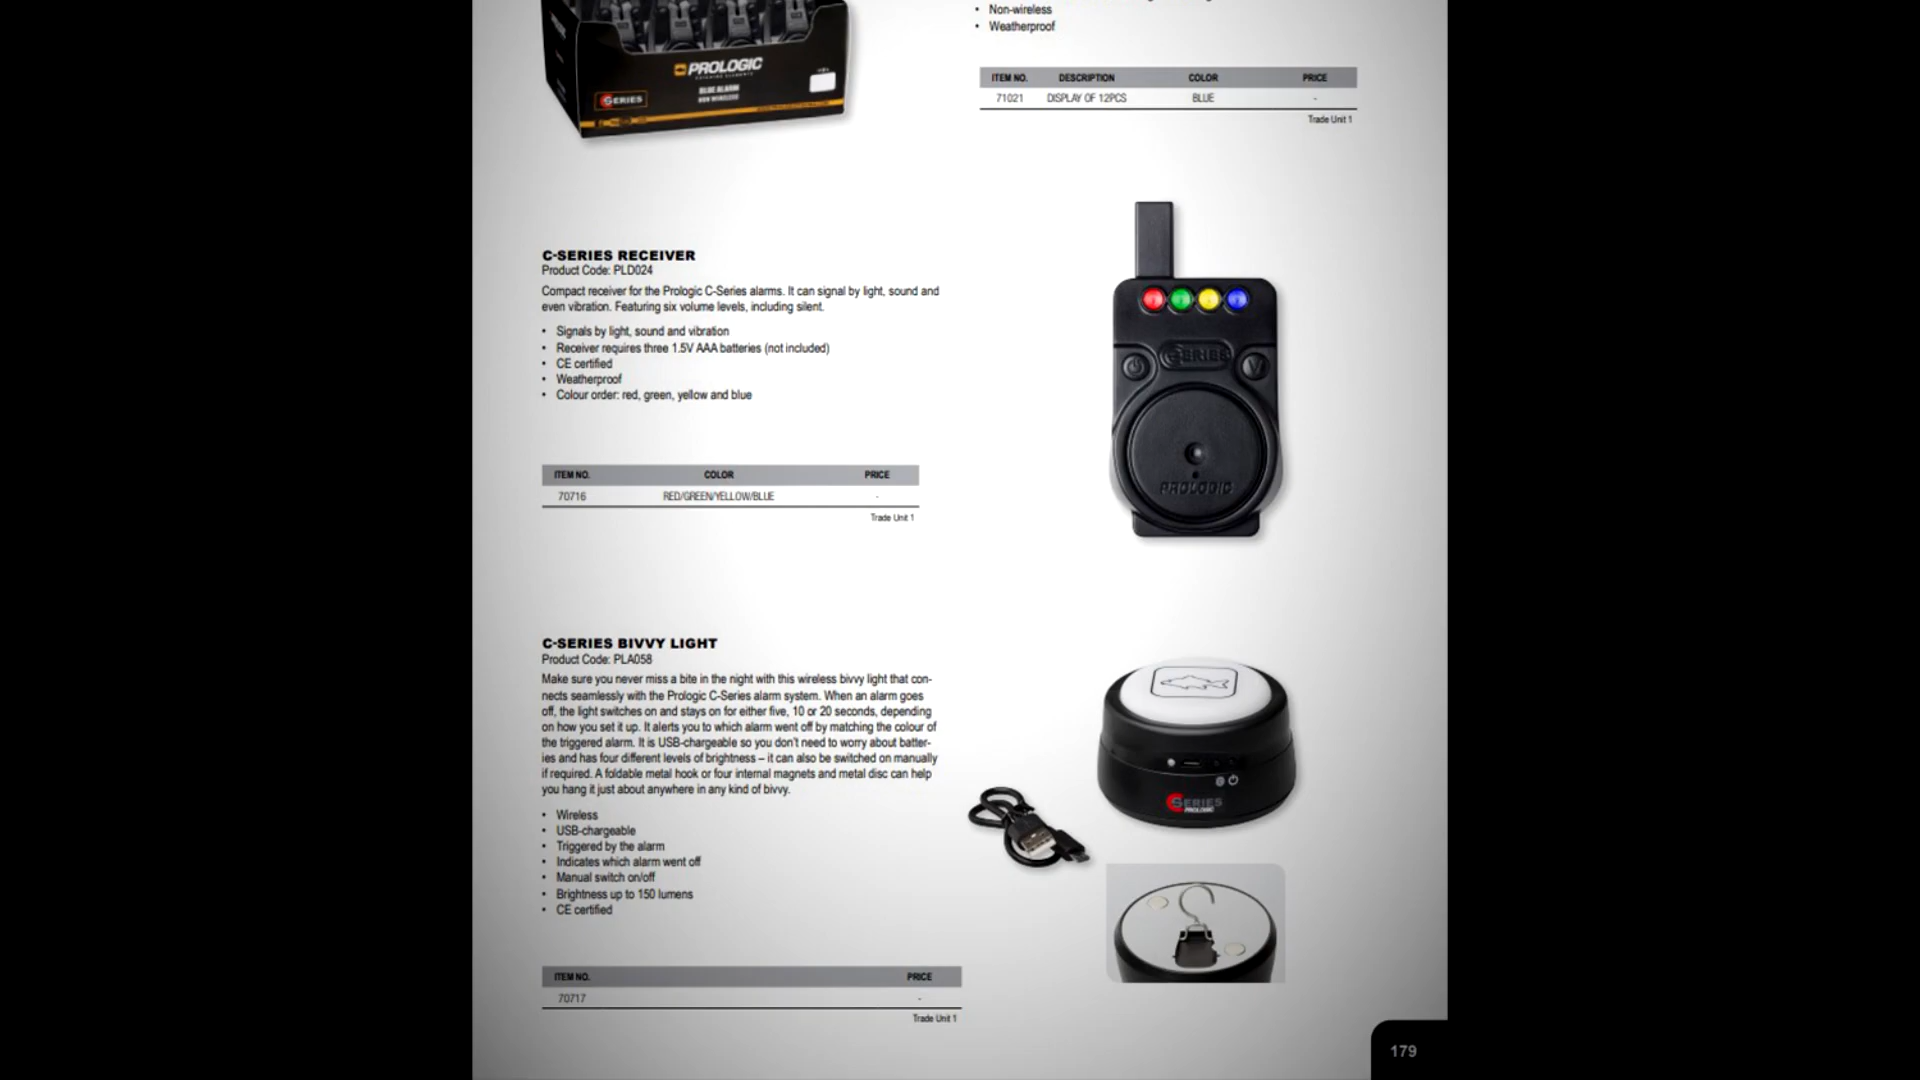 • Non-wireless
• Weatherproof
PROLOGIC
BLUE ALARM
NON WIRELESS
CSERIES
ITEM NO. DESCRIPTION COLOR PRICE
71021 DISPLAY OF 12PCS BLUE -
Trade Unit 1
C-SERIES RECEIVER
Product Code: PLD024
Compact receiver for the Prologic C-Series alarms. It can signal by light, sound and
even vibration. Featuring six volume levels, including silent.
• Signals by light, sound and vibration
• Receiver requires three 1.5V AAA batteries (not included)
• CE certified
• Weatherproof
• Colour order: red, green, yellow and blue
ITEM NO. COLOR PRICE
70716 RED/GREEN/YELLOW/BLUE -
Trade Unit 1
CSERIES
V
PROLOGIC
C-SERIES BIVVY LIGHT
Product Code: PLA058
Make sure you never miss a bite in the night with this wireless bivvy light that con-
nects seamlessly with the Prologic C-Series alarm system. When an alarm goes
off, the light switches on and stays on for either five, 10 or 20 seconds, depending
on how you set it up. It alerts you to which alarm went off by matching the colour of
the triggered alarm. It is USB-chargeable so you don't need to worry about batter-
ies and has four different levels of brightness – it can also be switched on manually
if required. A foldable metal hook or four internal magnets and metal disc can help
you hang it just about anywhere in any kind of bivvy.
• Wireless
• USB-chargeable
• Triggered by the alarm
• Indicates which alarm went off
• Manual switch on/off
• Brightness up to 150 lumens
• CE certified
CSERIES
PROLOGIC
ITEM NO. PRICE
70717 -
Trade Unit 1
179